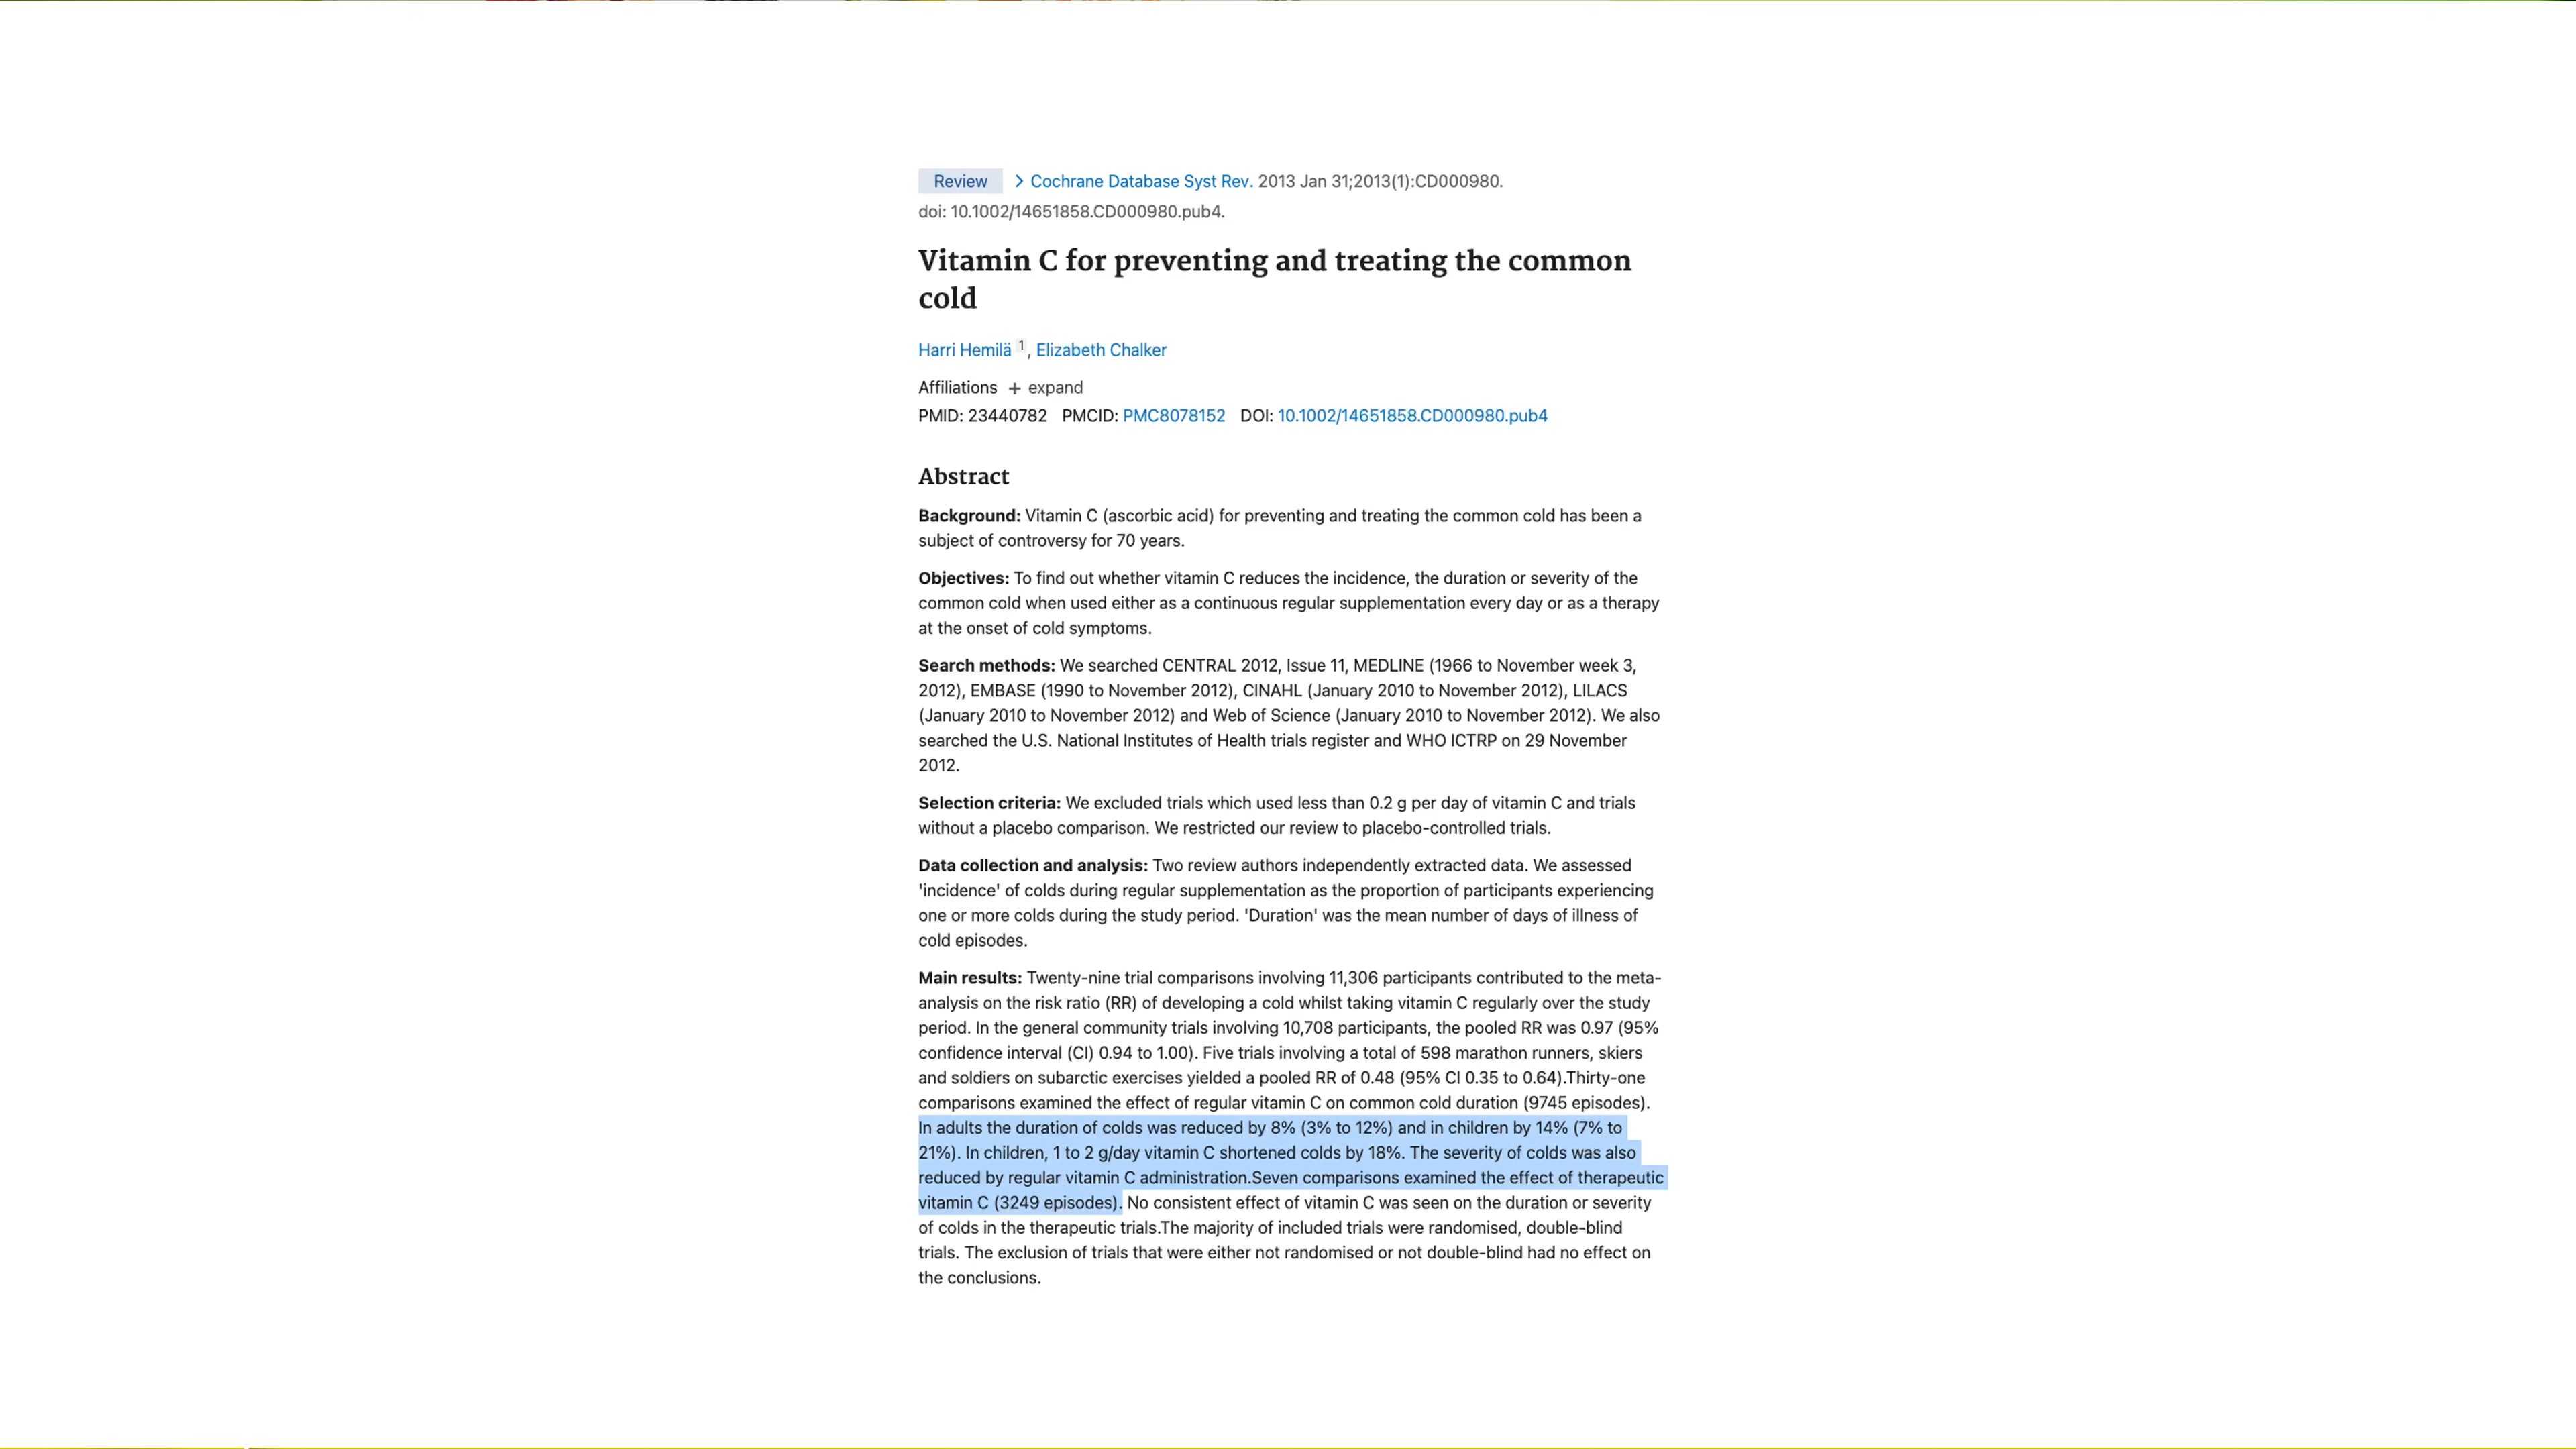 Review > Cochrane Database Syst Rev. 2013 Jan 31;2013(1):CD000980.
doi: 10.1002/14651858.CD000980.pub4.
Vitamin C for preventing and treating the common
cold
Harri Hemilä 1, Elizabeth Chalker
Affiliations + expand
PMID: 23440782 PMCID: PMC8078152 DOI: 10.1002/14651858.CD000980.pub4
Abstract
Background: Vitamin C (ascorbic acid) for preventing and treating the common cold has been a
subject of controversy for 70 years.
Objectives: To find out whether vitamin C reduces the incidence, the duration or severity of the
common cold when used either as a continuous regular supplementation every day or as a therapy
at the onset of cold symptoms.
Search methods: We searched CENTRAL 2012, Issue 11, MEDLINE (1966 to November week 3,
2012), EMBASE (1990 to November 2012), CINAHL (January 2010 to November 2012), LILACS
(January 2010 to November 2012) and Web of Science (January 2010 to November 2012). We also
searched the U.S. National Institutes of Health trials register and WHO ICTRP on 29 November
2012.
Selection criteria: We excluded trials which used less than 0.2 g per day of vitamin C and trials
without a placebo comparison. We restricted our review to placebo-controlled trials.
Data collection and analysis: Two review authors independently extracted data. We assessed
'incidence' of colds during regular supplementation as the proportion of participants experiencing
one or more colds during the study period. 'Duration' was the mean number of days of illness of
cold episodes.
Main results: Twenty-nine trial comparisons involving 11,306 participants contributed to the meta-
analysis on the risk ratio (RR) of developing a cold whilst taking vitamin C regularly over the study
period. In the general community trials involving 10,708 participants, the pooled RR was 0.97 (95%
confidence interval (CI) 0.94 to 1.00). Five trials involving a total of 598 marathon runners, skiers
and soldiers on subarctic exercises yielded a pooled RR of 0.48 (95% CI 0.35 to 0.64).Thirty-one
comparisons examined the effect of regular vitamin C on common cold duration (9745 episodes).
In adults the duration of colds was reduced by 8% (3% to 12%) and in children by 14% (7% to
21%). In children, 1 to 2 g/day vitamin C shortened colds by 18%. The severity of colds was also
reduced by regular vitamin C administration.Seven comparisons examined the effect of therapeutic
vitamin C (3249 episodes). No consistent effect of vitamin C was seen on the duration or severity
of colds in the therapeutic trials.The majority of included trials were randomised, double-blind
trials. The exclusion of trials that were either not randomised or not double-blind had no effect on
the conclusions.